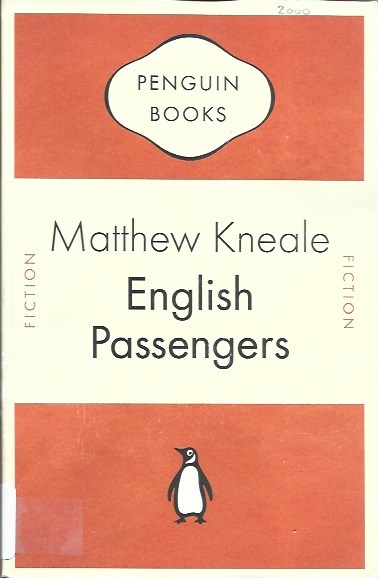 2000
PENGUIN
BOOKS
Matthew Kneale
English
Passengers
FICTION
FICTION